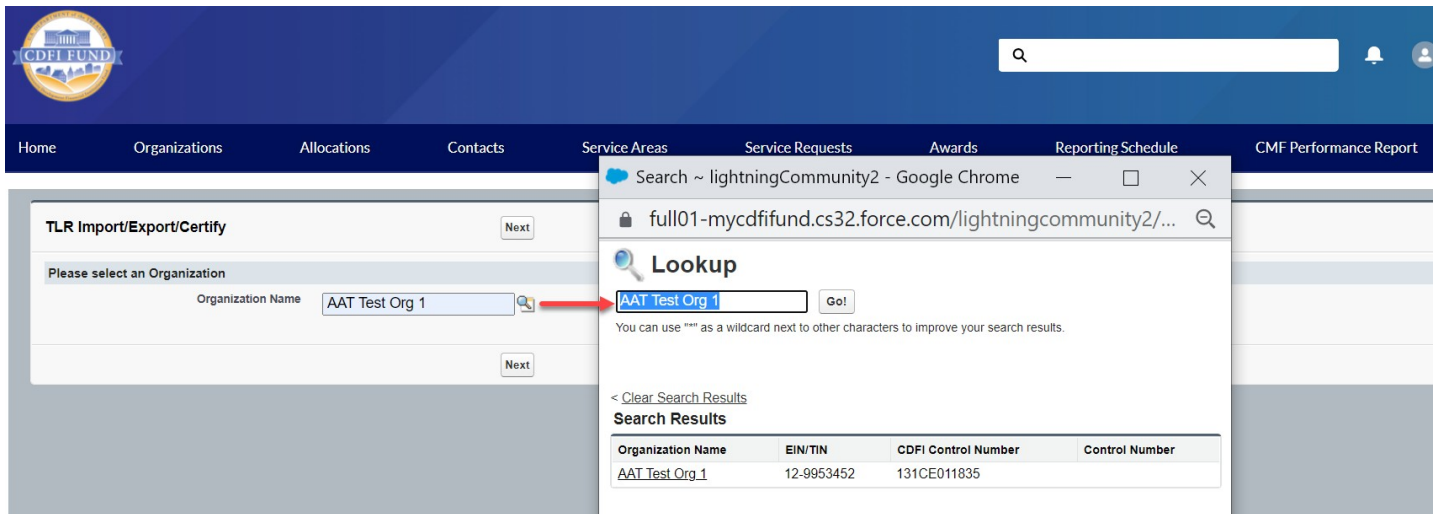 CDFI FUND
Home Organizations Allocations Contacts Service Areas Service Requests Awards Reporting Schedule CMF Performance Report
TLR Import/Export/Certify Next
Please select an Organization
Organization Name AAT Test Org 1
Next
Search ~ lightningCommunity2 - Google Chrome
full01-mycdfifund.cs32.force.com/lightningcommunity2/...
Lookup
AAT Test Org 1 Go!
You can use "*" as a wildcard next to other characters to improve your search results.
< Clear Search Results
Search Results
Organization Name EIN/TIN CDFI Control Number Control Number
AAT Test Org 1 12-9953452 131CE011835